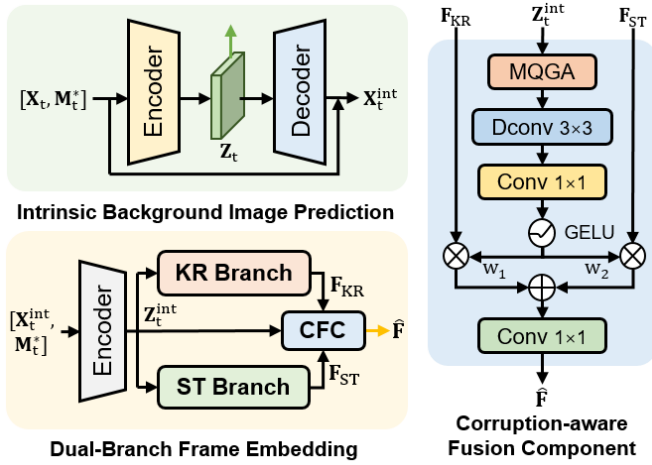 [X_t, M_t^*]
Encoder
Z_t
Decoder
X_t^int
Intrinsic Background Image Prediction
[X_t^int,
M_t^*]
Encoder
Z_t^int
KR Branch
F_KR
CFC
F̂
F_ST
ST Branch
Dual-Branch Frame Embedding
F_KR
Z_t^int
F_ST
MQGA
Dconv 3×3
Conv 1×1
GELU
w_1
w_2
Conv 1×1
F̂
Corruption-aware
Fusion Component